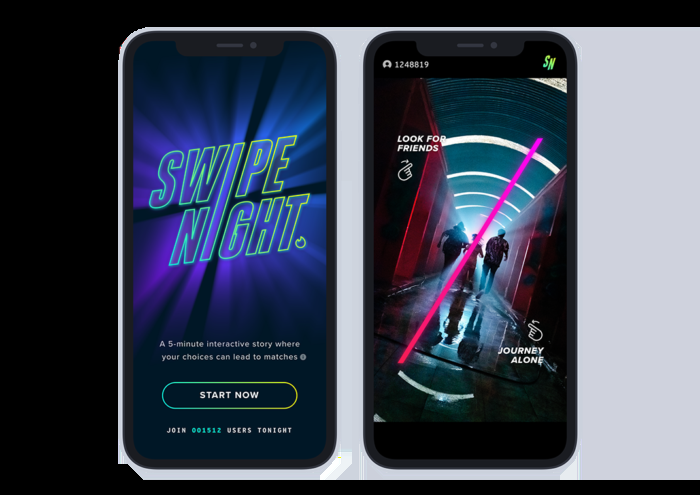 SWIPE
NIGHT
A 5-minute interactive story where
your choices can lead to matches
START NOW
JOIN 001512 USERS TONIGHT
1248819
SN
LOOK FOR
FRIENDS
JOURNEY
ALONE